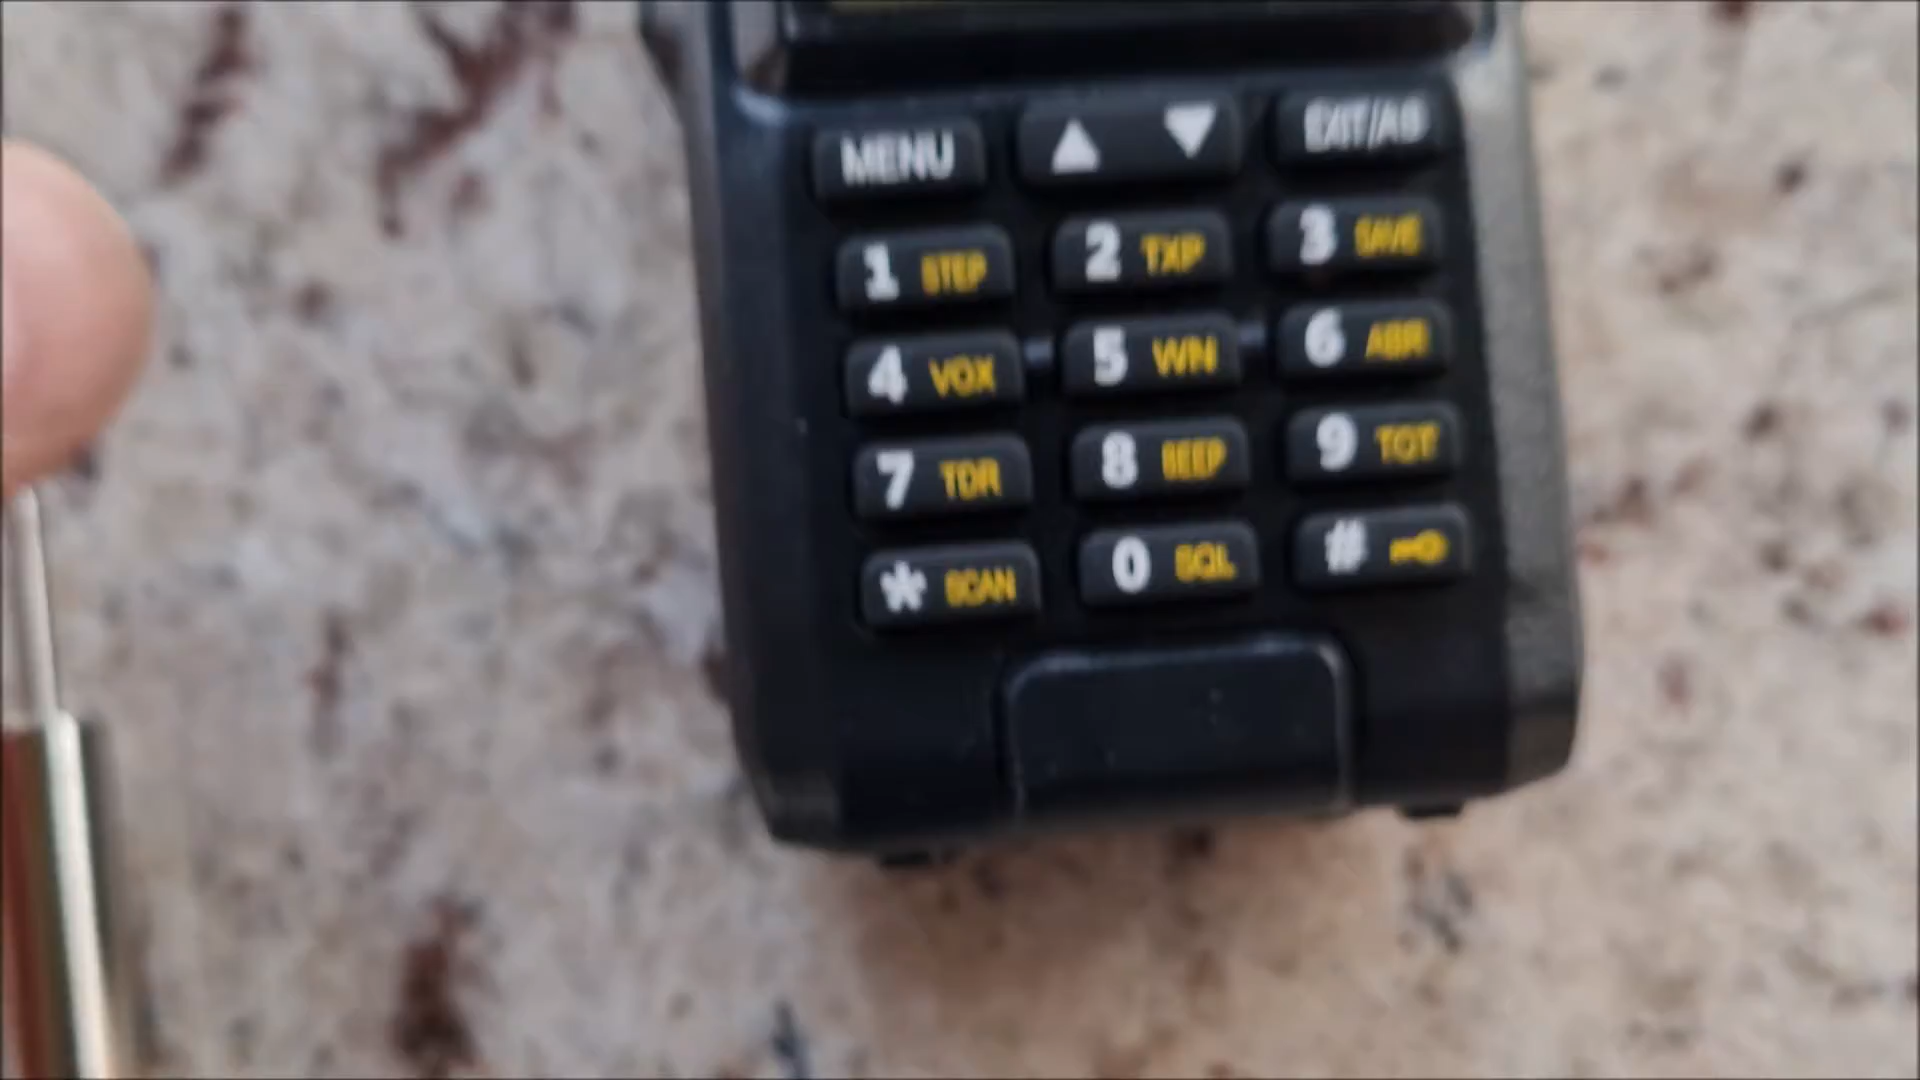 MENU ▲ ▼ EXIT/AB
1 STEP 2 TXP 3 SAVE
4 VOX 5 WN 6 ABR
7 TDR 8 BEEP 9 TOT
* SCAN 0 SQL #